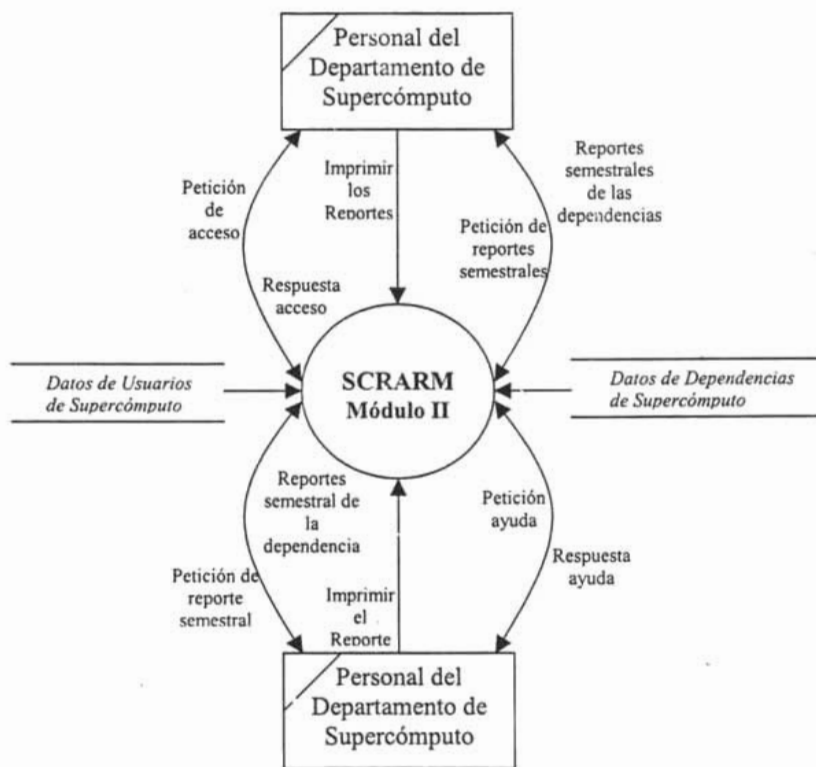 Personal del
Departamento de
Supercómputo
Petición
de
acceso
Imprimir
los
Reportes
Reportes
semestrales
de las
dependencias
Petición de
reportes
semestrales
Respuesta
acceso
Datos de Usuarios
de Supercómputo
SCRARM
Módulo II
Datos de Dependencias
de Supercómputo
Reportes
semestral de
la
dependencia
Petición
ayuda
Petición de
reporte
semestral
Imprimir
el
Reporte
Respuesta
ayuda
Personal del
Departamento de
Supercómputo